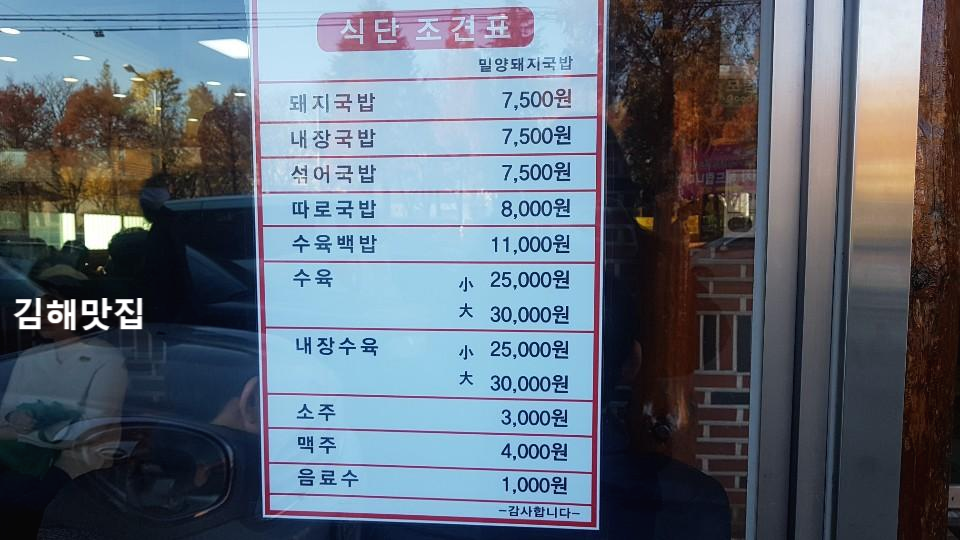 식단 조견표
밀양돼지국밥
돼지국밥 7,500원
내장국밥 7,500원
섞어국밥 7,500원
따로국밥 8,000원
수육백밥 11,000원
수육 小 25,000원
大 30,000원
내장수육 小 25,000원
大 30,000원
소주 3,000원
맥주 4,000원
음료수 1,000원
-감사합니다-
김해맛집